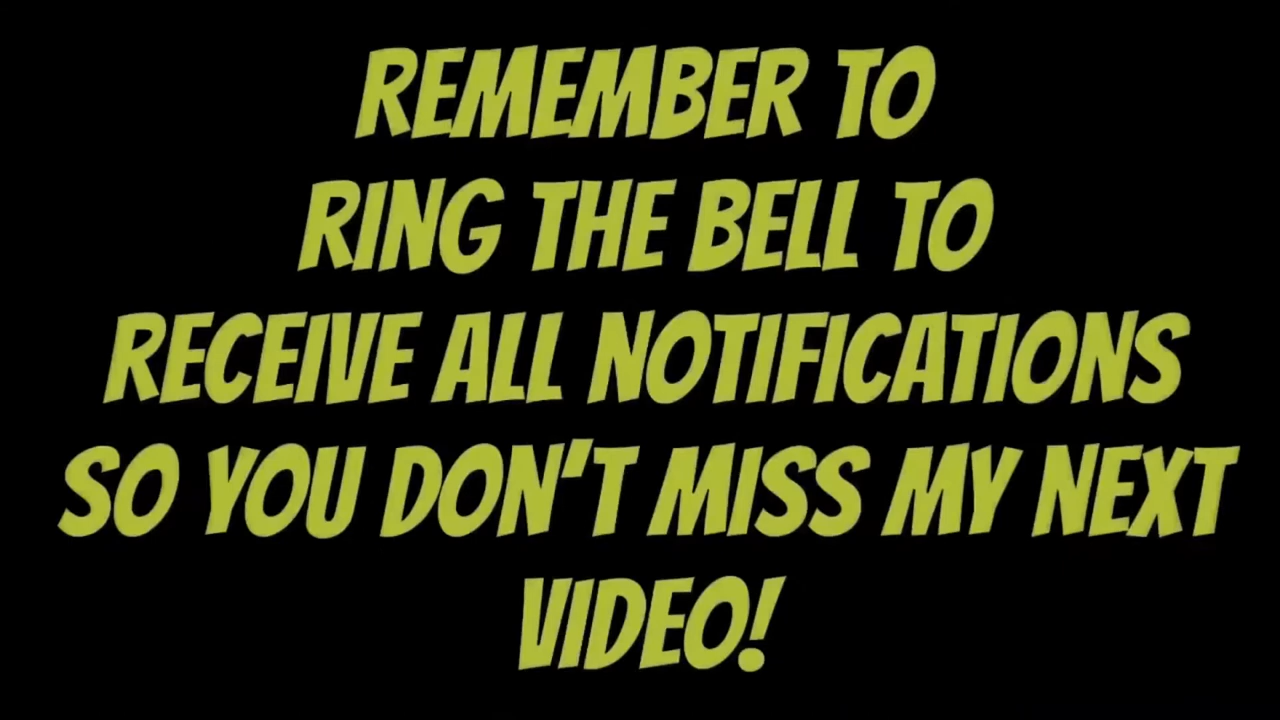 REMEMBER TO
RING THE BELL TO
RECEIVE ALL NOTIFICATIONS
SO YOU DON'T MISS MY NEXT
VIDEO!